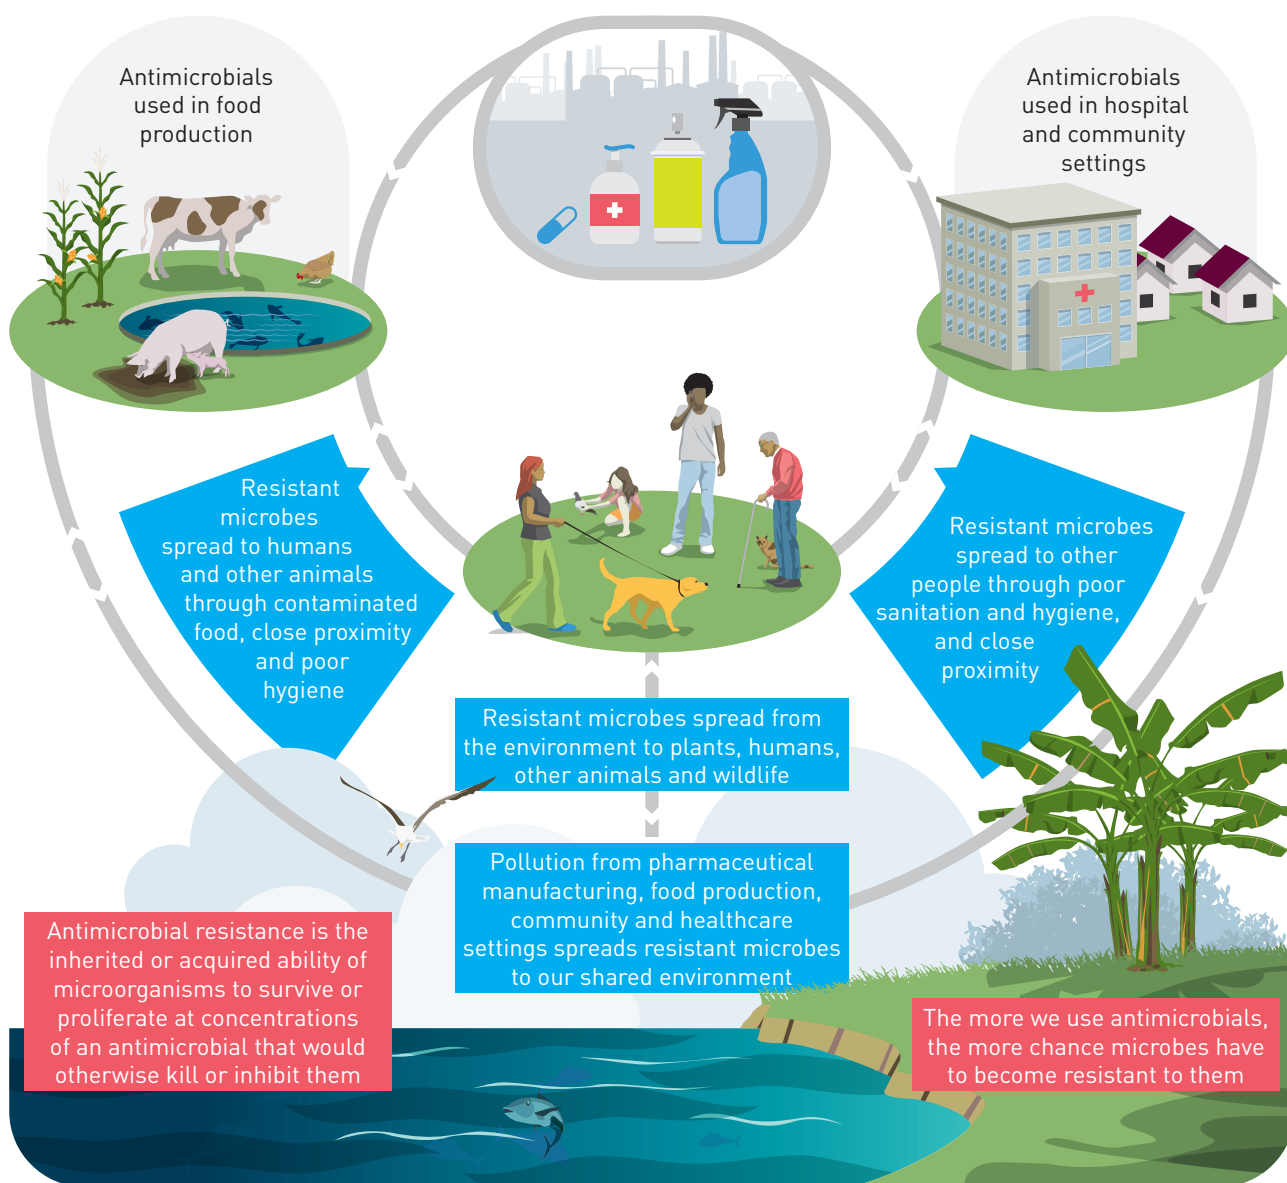 Antimicrobials
used in food
production
Antimicrobials
used in hospital
and community
settings
Resistant
microbes
spread to humans
and other animals
through contaminated
food, close proximity
and poor
hygiene
Resistant microbes
spread to other
people through poor
sanitation and hygiene,
and close
proximity
Resistant microbes spread from
the environment to plants, humans,
other animals and wildlife
Pollution from pharmaceutical
manufacturing, food production,
community and healthcare
settings spreads resistant microbes
to our shared environment
Antimicrobial resistance is the
inherited or acquired ability of
microorganisms to survive or
proliferate at concentrations
of an antimicrobial that would
otherwise kill or inhibit them
The more we use antimicrobials,
the more chance microbes have
to become resistant to them